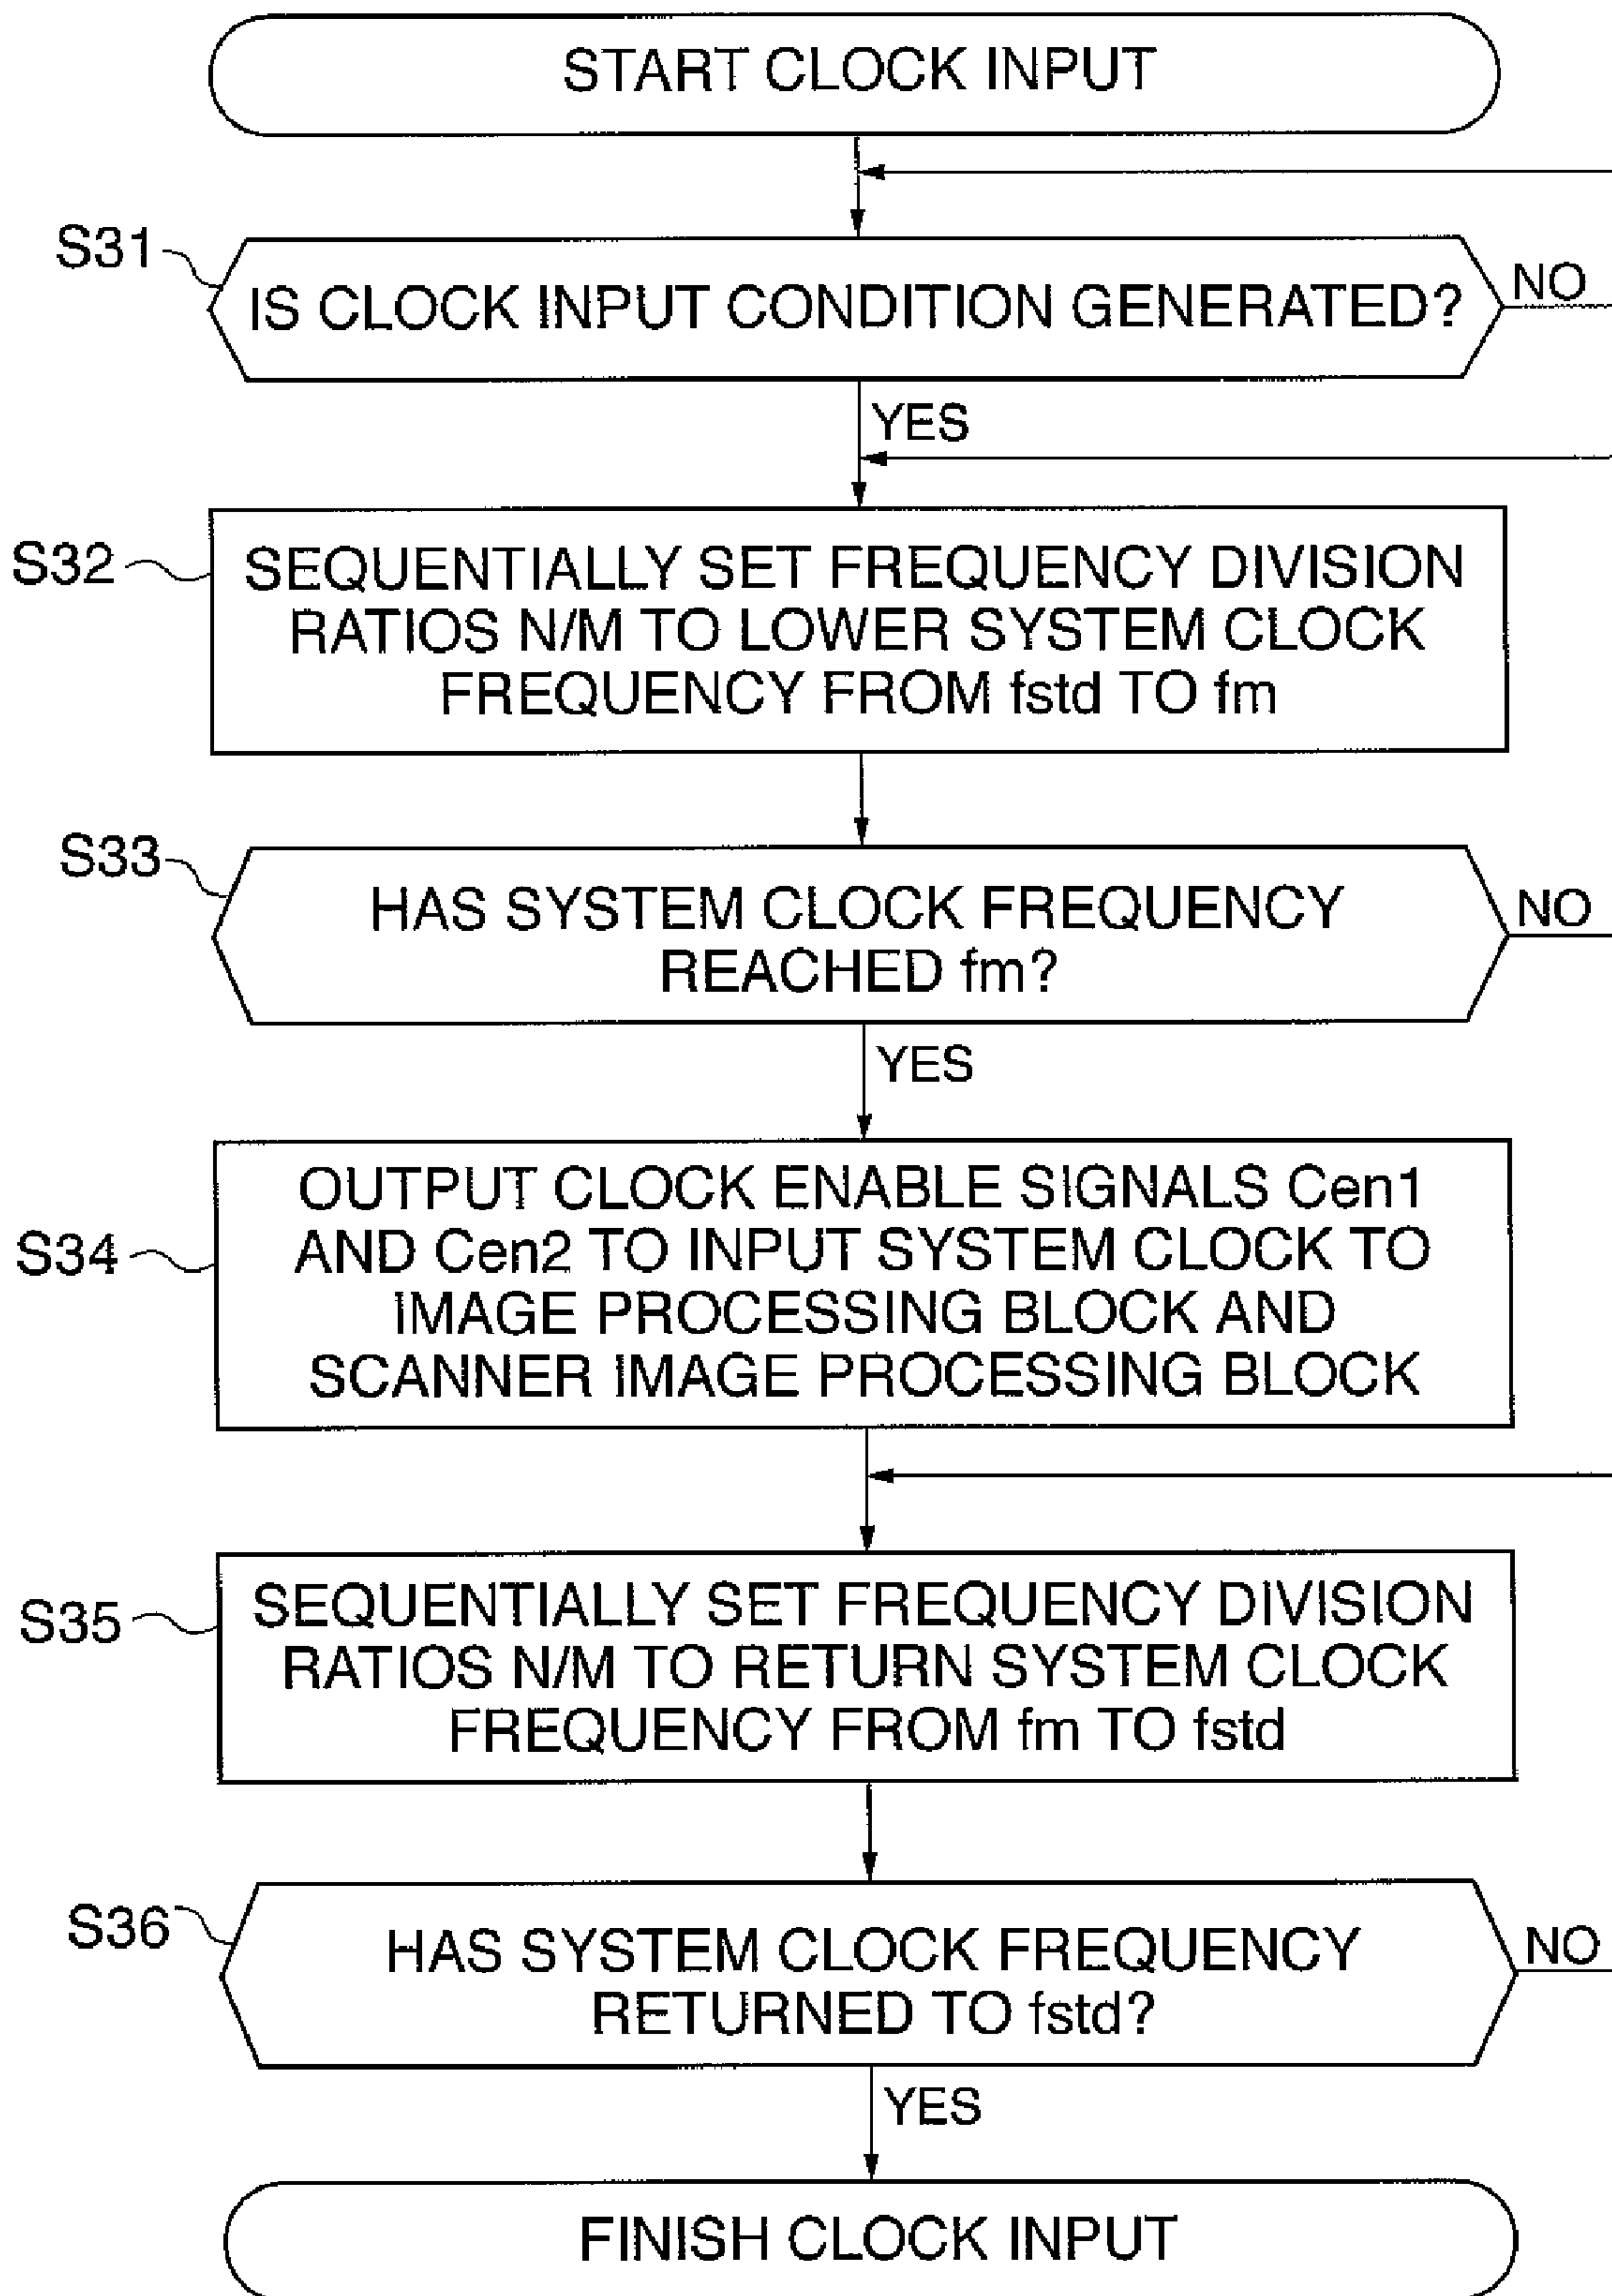 START CLOCK INPUT
S31
IS CLOCK INPUT CONDITION GENERATED?
NO
YES
S32
SEQUENTIALLY SET FREQUENCY DIVISION
RATIOS N/M TO LOWER SYSTEM CLOCK
FREQUENCY FROM fstd TO fm
S33
HAS SYSTEM CLOCK FREQUENCY
REACHED fm?
NO
YES
S34
OUTPUT CLOCK ENABLE SIGNALS Cen1
AND Cen2 TO INPUT SYSTEM CLOCK TO
IMAGE PROCESSING BLOCK AND
SCANNER IMAGE PROCESSING BLOCK
S35
SEQUENTIALLY SET FREQUENCY DIVISION
RATIOS N/M TO RETURN SYSTEM CLOCK
FREQUENCY FROM fm TO fstd
S36
HAS SYSTEM CLOCK FREQUENCY
RETURNED TO fstd?
NO
YES
FINISH CLOCK INPUT